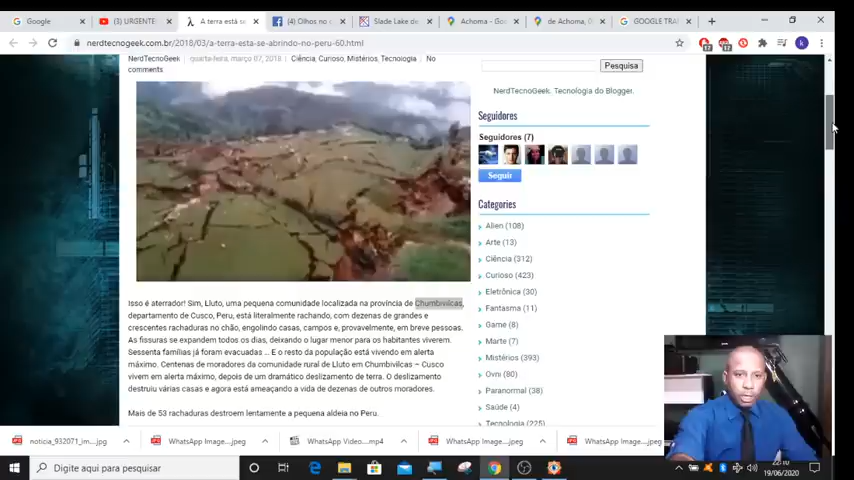 Google
(3) URGENTE
A terra está se
(4) Olhos no c
Slade Lake de
Achoma - Goo
de Achoma, 0
GOOGLE TRA
nerdtecnogeek.com.br/2018/03/a-terra-esta-se-abrindo-no-peru-60.html
NerdTecnoGeek quarta-feira, março 07, 2018 Ciência, Curioso, Mistérios, Tecnologia No
comments
Pesquisa
NerdTecnoGeek. Tecnologia do Blogger.
Seguidores
Seguidores (7)
Seguir
Categories
Alien (108)
Arte (13)
Ciência (312)
Curioso (423)
Eletrônica (30)
Fantasma (11)
Game (8)
Marte (7)
Mistérios (393)
Ovni (80)
Paranormal (38)
Saúde (4)
Tecnologia (225)
Isso é aterrador! Sim, Lluto, uma pequena comunidade localizada na província de Chumbivilcas,
departamento de Cusco, Peru, está literalmente rachando, com dezenas de grandes e
crescentes rachaduras no chão, engolindo casas, campos e, provavelmente, em breve pessoas.
As fissuras se expandem todos os dias, deixando o lugar menor para os habitantes viverem.
Sessenta famílias já foram evacuadas ... E o resto da população está vivendo em alerta
máximo. Centenas de moradores da comunidade rural de Lluto em Chumbivilcas – Cusco
vivem em alerta máximo, depois de um dramático deslizamento de terra. O deslizamento
destruiu várias casas e agora está ameaçando a vida de dezenas de outros moradores.
Mais de 53 rachaduras destroem lentamente a pequena aldeia no Peru.
noticia_932071_im....jpg
WhatsApp Image....jpeg
WhatsApp Video....mp4
WhatsApp Image....jpeg
WhatsApp Image....jpeg
Digite aqui para pesquisar
22:10
19/06/2020